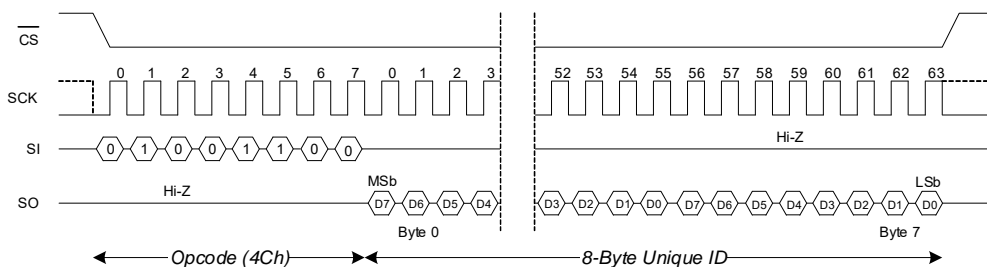 CS
0 1 2 3 4 5 6 7 0 1 2 3 52 53 54 55 56 57 58 59 60 61 62 63
SCK
SI 0 1 0 0 1 1 0 0 Hi-Z
Hi-Z MSb LSb
SO D7 D6 D5 D4 D3 D2 D1 D0 D7 D6 D5 D4 D3 D2 D1 D0
Byte 0 Byte 7
Opcode (4Ch) 8-Byte Unique ID